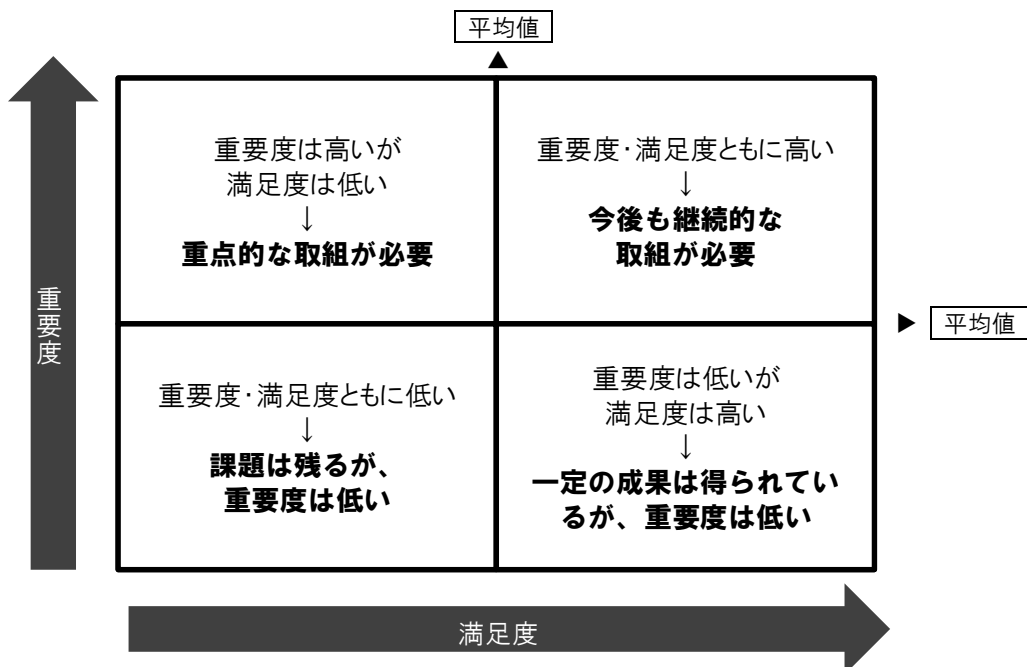 平均値
▲
重要度は高いが
満足度は低い
↓
重点的な取組が必要
重要度・満足度ともに高い
↓
今後も継続的な
取組が必要
重要度
▶ 平均値
重要度・満足度ともに低い
↓
課題は残るが、
重要度は低い
重要度は低いが
満足度は高い
↓
一定の成果は得られてい
るが、重要度は低い
満足度